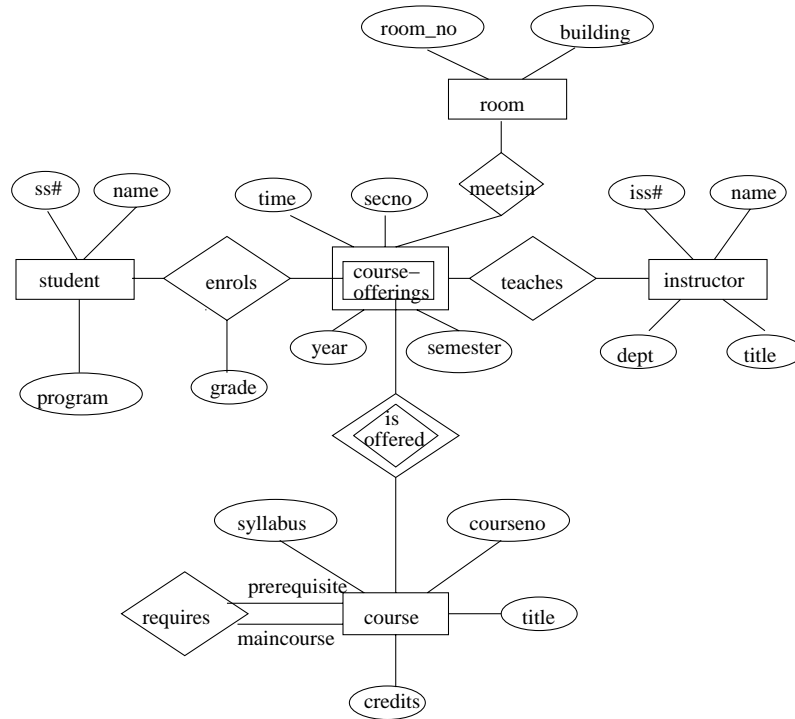 room_no
building
room
meetsin
ss#
name
time
secno
iss#
name
student
enrols
course–
offerings
teaches
instructor
year
semester
dept
title
program
grade
is
offered
syllabus
courseno
prerequisite
requires
course
title
maincourse
credits